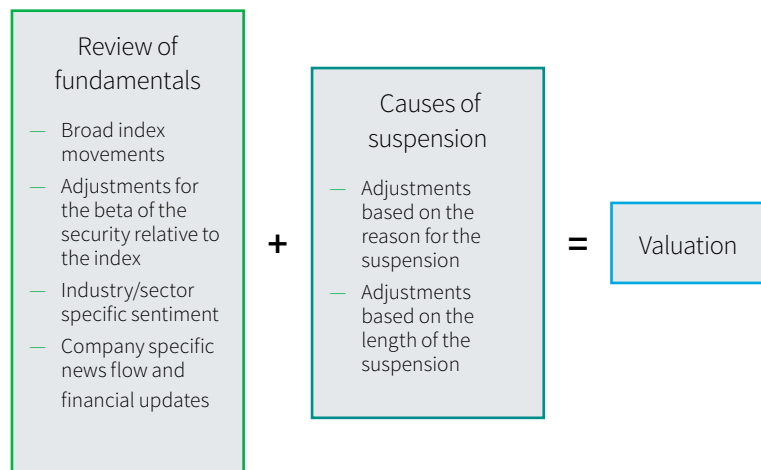 Review of
fundamentals
— Broad index
movements
— Adjustments for
the beta of the
security relative to
the index
— Industry/sector
specific sentiment
— Company specific
news flow and
financial updates
+
Causes of
suspension
— Adjustments
based on the
reason for the
suspension
— Adjustments
based on the
length of the
suspension
=
Valuation